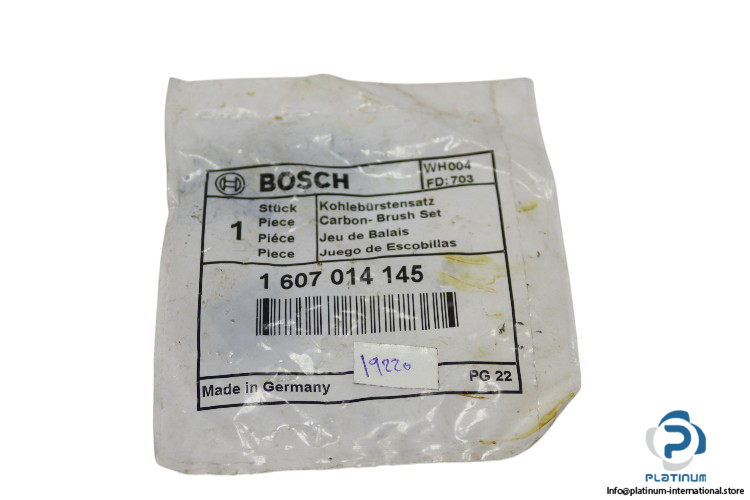 BOSCH
WH004
FD:703
1
Stück Kohlebürstensatz
Piece Carbon- Brush Set
Piéce Jeu de Balais
Piece Juego de Escobillas
1 607 014 145
19220
Made in Germany
PG 22
PLATINUM
Info@platinum-international.store